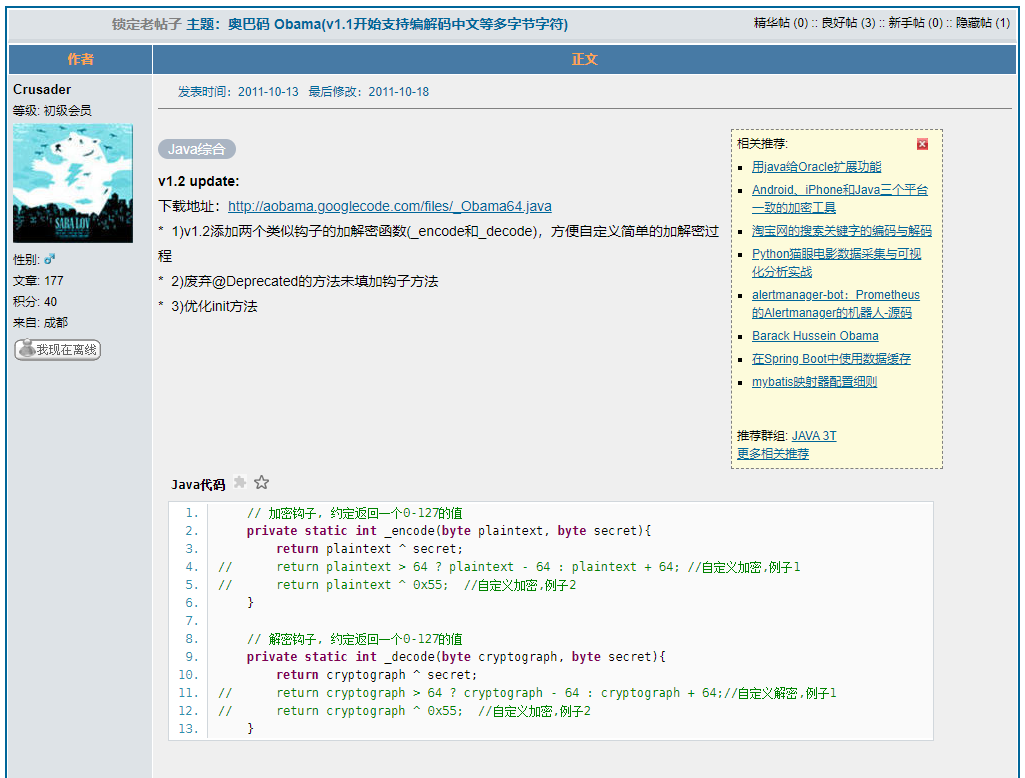 锁定老帖子 主题：奥巴码 Obama(v1.1开始支持编解码中文等多字节字符)
精华帖 (0) :: 良好帖 (3) :: 新手帖 (0) :: 隐藏帖 (1)
作者
正文
Crusader
等级: 初级会员
SARA LOV
性别:
文章: 177
积分: 40
来自: 成都
我现在离线
发表时间：2011-10-13 最后修改：2011-10-18
Java综合
v1.2 update:
下载地址：http://aobama.googlecode.com/files/_Obama64.java
* 1)v1.2添加两个类似钩子的加解密函数(_encode和_decode)，方便自定义简单的加解密过
程
* 2)废弃@Deprecated的方法未填加钩子方法
* 3)优化init方法
相关推荐:
用java给Oracle扩展功能
Android、iPhone和Java三个平台
一致的加密工具
淘宝网的搜索关键字的编码与解码
Python猫眼电影数据采集与可视
化分析实战
alertmanager-bot：Prometheus
的Alertmanager的机器人-源码
Barack Hussein Obama
在Spring Boot中使用数据缓存
mybatis映射器配置细则
推荐群组: JAVA 3T
更多相关推荐
Java代码
1. // 加密钩子, 约定返回一个0-127的值
2. private static int _encode(byte plaintext, byte secret){
3. return plaintext ^ secret;
4. // return plaintext > 64 ? plaintext - 64 : plaintext + 64; //自定义加密,例子1
5. // return plaintext ^ 0x55; //自定义加密,例子2
6. }
7.
8. // 解密钩子, 约定返回一个0-127的值
9. private static int _decode(byte cryptograph, byte secret){
10. return cryptograph ^ secret;
11. // return cryptograph > 64 ? cryptograph - 64 : cryptograph + 64;//自定义解密,例子1
12. // return cryptograph ^ 0x55; //自定义加密,例子2
13. }